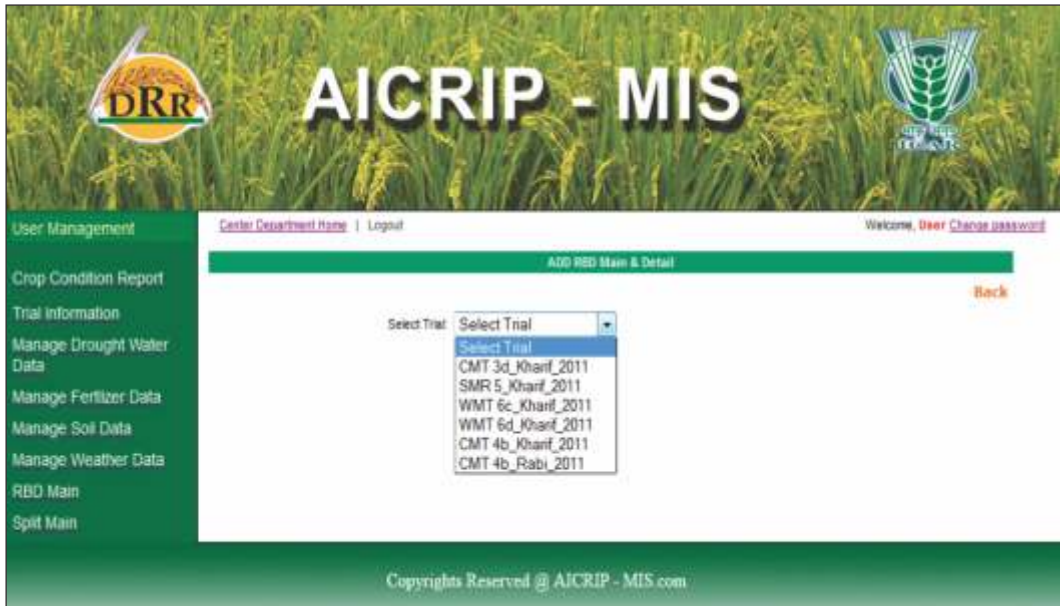 DRR
AICRIP - MIS
User Management
Center Department Home | Logout
Welcome, User Change password
ADD RBD Main & Detail
Back
Crop Condition Report
Trial Information
Manage Drought Water
Data
Manage Fertlizer Data
Manage Soil Data
Manage Weather Data
RBD Main
Split Main
Select Trial: Select Trial
Select Trial
CMT 3d_Kharif_2011
SMR 5_Kharif_2011
WMT 6c_Kharif_2011
WMT 6d_Kharif_2011
CMT 4b_Kharif_2011
CMT 4b_Rabi_2011
Copyrights Reserved @ AICRIP - MIS.com